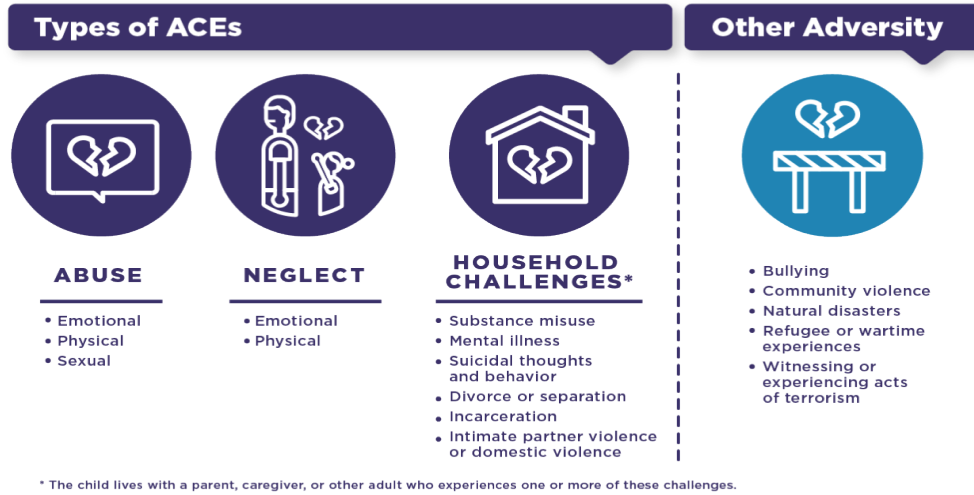 Types of ACEs
Other Adversity
ABUSE
• Emotional
• Physical
• Sexual
NEGLECT
• Emotional
• Physical
HOUSEHOLD
CHALLENGES*
• Substance misuse
• Mental illness
• Suicidal thoughts
and behavior
• Divorce or separation
• Incarceration
• Intimate partner violence
or domestic violence
• Bullying
• Community violence
• Natural disasters
• Refugee or wartime
experiences
• Witnessing or
experiencing acts
of terrorism
* The child lives with a parent, caregiver, or other adult who experiences one or more of these challenges.